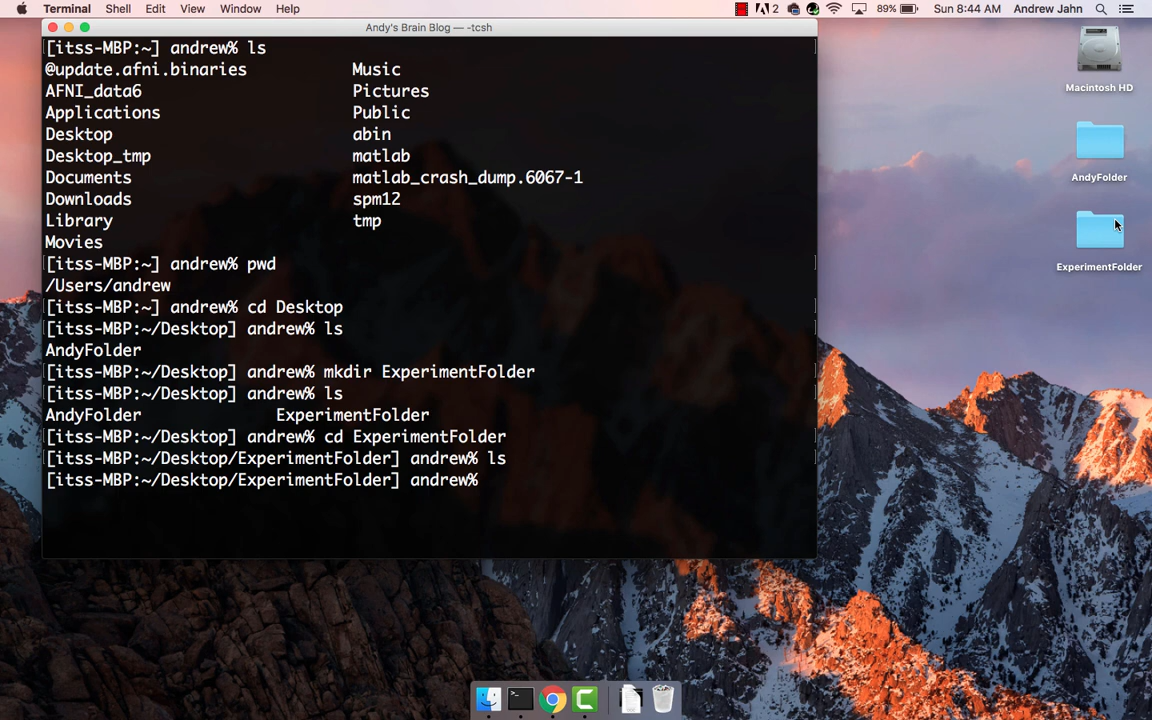 Terminal Shell Edit View Window Help 2 89% Sun 8:44 AM Andrew Jahn
Andy's Brain Blog — -tcsh
[itss-MBP:~] andrew% ls
@update.afni.binaries Music
AFNI_data6 Pictures
Applications Public
Desktop abin
Desktop_tmp matlab
Documents matlab_crash_dump.6067-1
Downloads spm12
Library tmp
Movies
[itss-MBP:~] andrew% pwd
/Users/andrew
[itss-MBP:~] andrew% cd Desktop
[itss-MBP:~/Desktop] andrew% ls
AndyFolder
[itss-MBP:~/Desktop] andrew% mkdir ExperimentFolder
[itss-MBP:~/Desktop] andrew% ls
AndyFolder ExperimentFolder
[itss-MBP:~/Desktop] andrew% cd ExperimentFolder
[itss-MBP:~/Desktop/ExperimentFolder] andrew% ls
[itss-MBP:~/Desktop/ExperimentFolder] andrew%
Macintosh HD
AndyFolder
ExperimentFolder